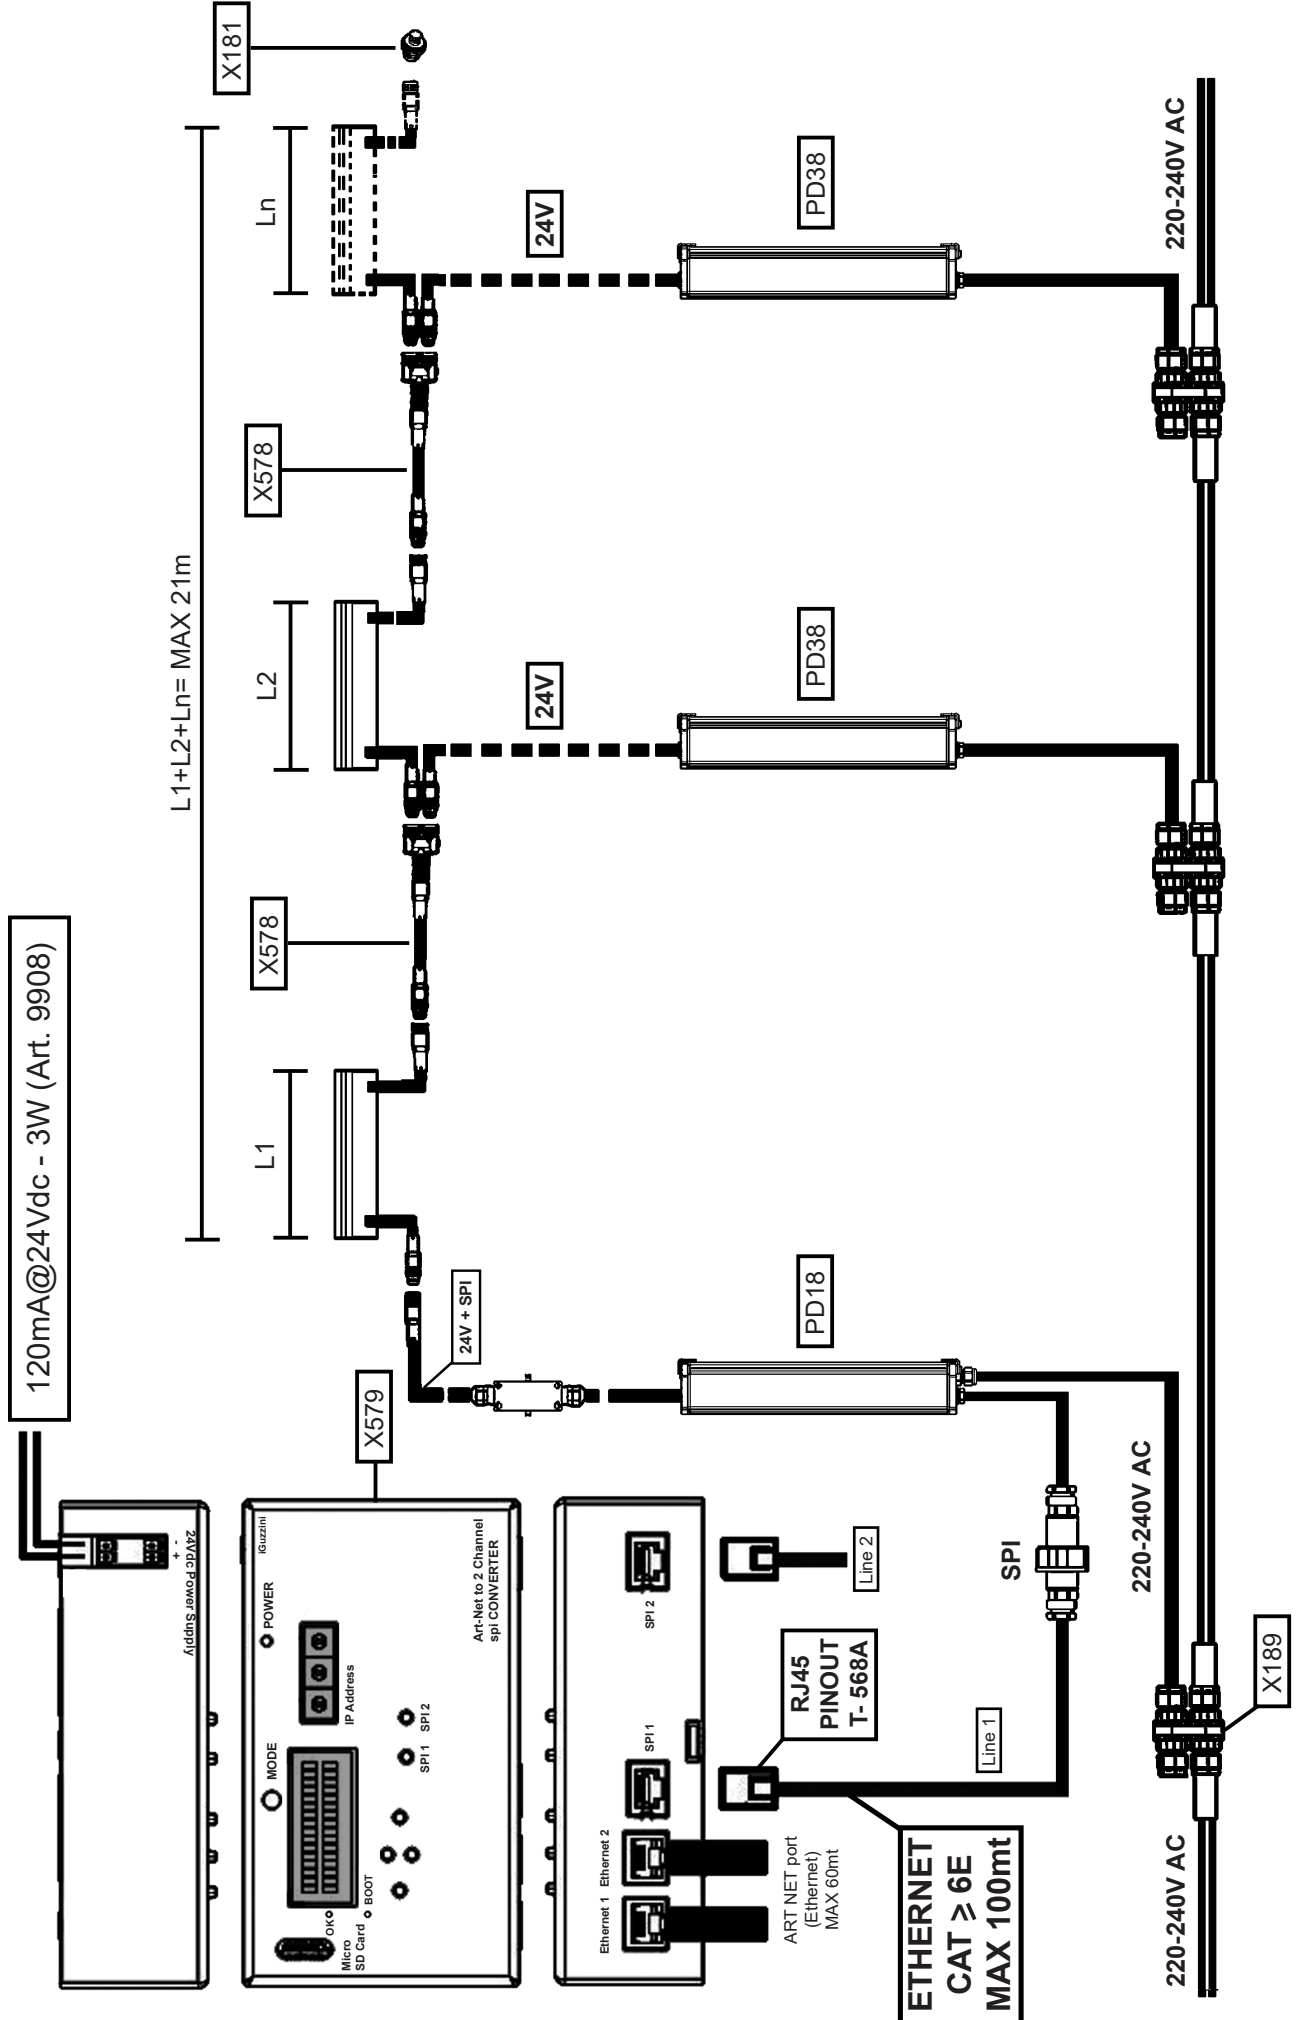 120mA@24Vdc - 3W (Art. 9908)
24Vdc Power Supply
- +
X579
iGuzzini
POWER
Art-Net to 2 Channel
spi CONVERTER
IP Address
MODE
SPI 1 SPI 2
OK
BOOT
Micro
SD Card
SPI 2
SPI 1
Ethernet 2
Ethernet 1
Line 2
RJ45
PINOUT
T- 568A
ART NET port
(Ethernet)
MAX 60mt
Line 1
ETHERNET
CAT ⩾ 6E
MAX 100mt
L1+L2+Ln= MAX 21m
L1
L2
Ln
X578
X578
X181
24V + SPI
24V
24V
PD18
PD38
PD38
SPI
220-240V AC
220-240V AC
220-240V AC
X189